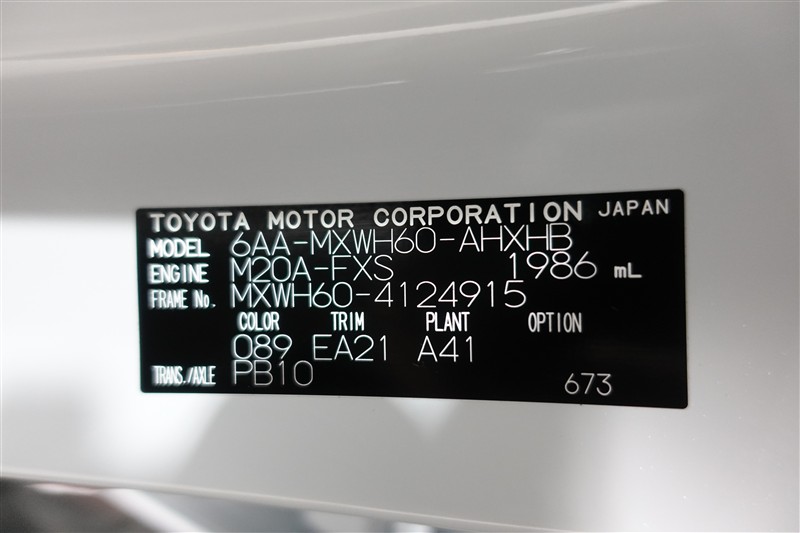 TOYOTA MOTOR CORPORATION JAPAN
MODEL 6AA-MXWH60-AHXHB
ENGINE M20A-FXS 1986 mL
FRAME No. MXWH60-4124915
COLOR TRIM PLANT OPTION
089 EA21 A41
TRANS./AXLE PB10 673